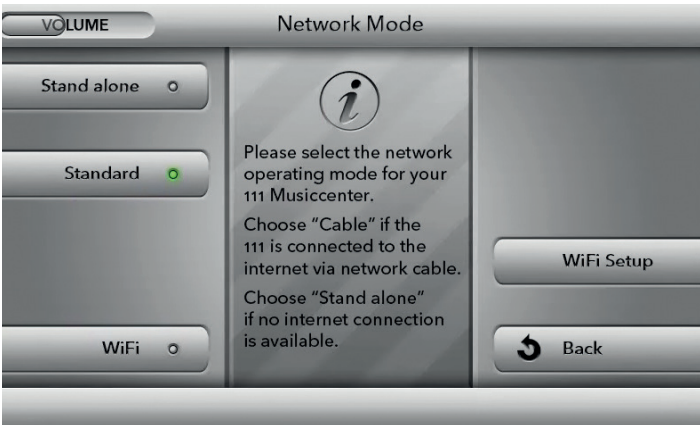 VOLUME
Network Mode
Stand alone
Standard
WiFi
i
Please select the network
operating mode for your
111 Musiccenter.
Choose “Cable” if the
111 is connected to the
internet via network cable.
Choose “Stand alone”
if no internet connection
is available.
WiFi Setup
Back